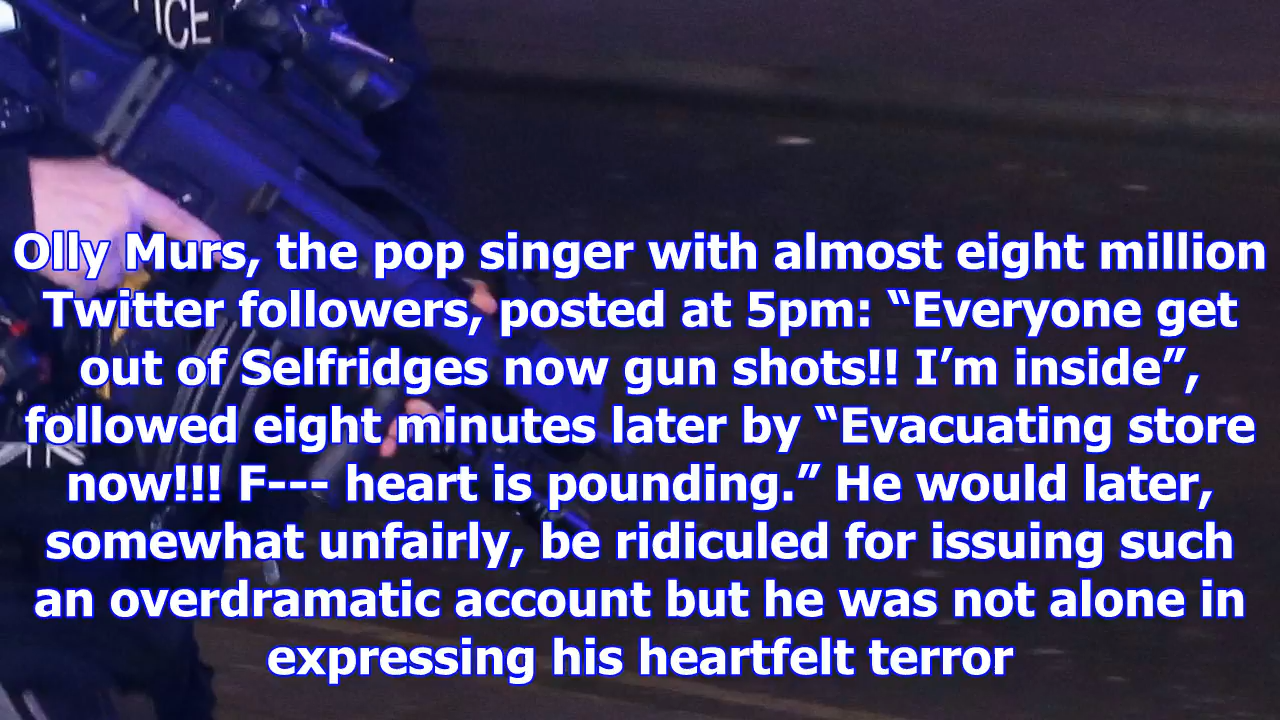 ICE
Olly Murs, the pop singer with almost eight million
Twitter followers, posted at 5pm: “Everyone get
out of Selfridges now gun shots!! I’m inside”,
followed eight minutes later by “Evacuating store
now!!! F--- heart is pounding.” He would later,
somewhat unfairly, be ridiculed for issuing such
an overdramatic account but he was not alone in
expressing his heartfelt terror